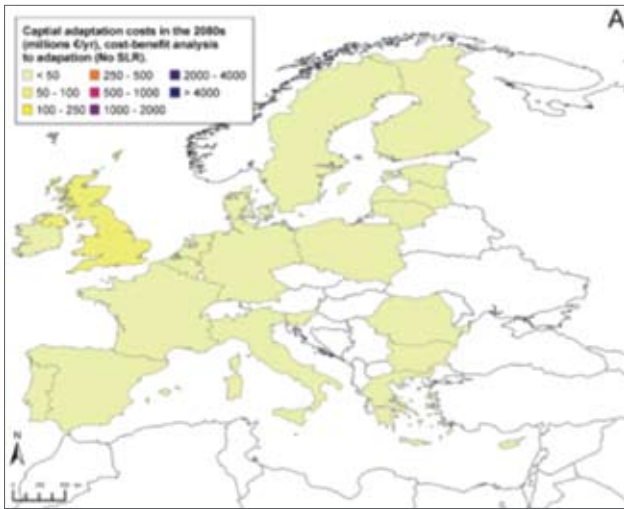 A
Captial adaptation costs in the 2080s
(millions €/yr), cost-benefit analysis
to adapation (No SLR).
< 50 250 - 500 2000 - 4000
50 - 100 500 - 1000 > 4000
100 - 250 1000 - 2000
N